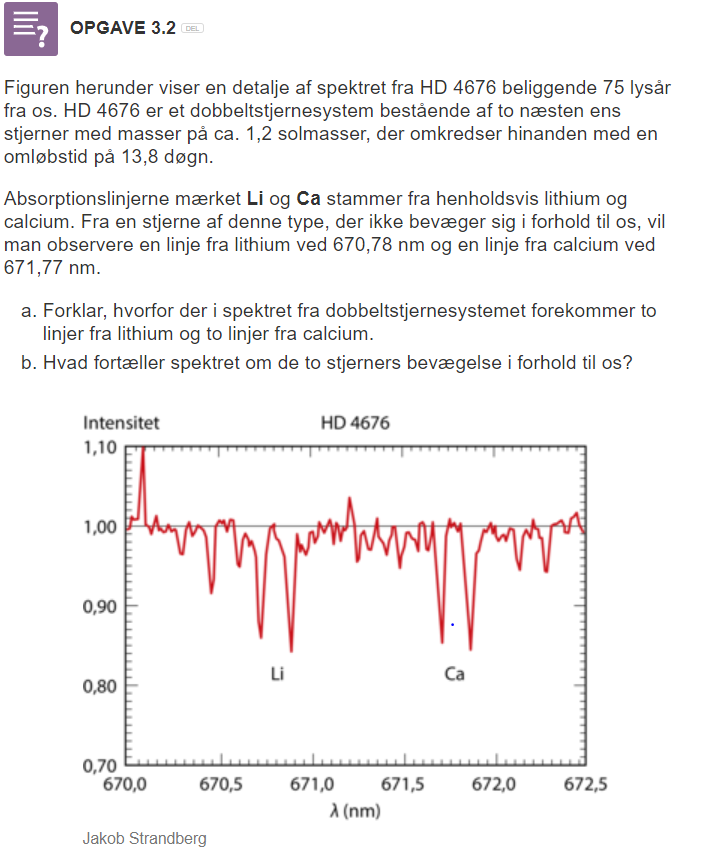 OPGAVE 3.2 DEL
Figuren herunder viser en detalje af spektret fra HD 4676 beliggende 75 lysår
fra os. HD 4676 er et dobbeltstjernesystem bestående af to næsten ens
stjerner med masser på ca. 1,2 solmasser, der omkredser hinanden med en
omløbstid på 13,8 døgn.
Absorptionslinjerne mærket Li og Ca stammer fra henholdsvis lithium og
calcium. Fra en stjerne af denne type, der ikke bevæger sig i forhold til os, vil
man observere en linje fra lithium ved 670,78 nm og en linje fra calcium ved
671,77 nm.
a. Forklar, hvorfor der i spektret fra dobbeltstjernesystemet forekommer to
linjer fra lithium og to linjer fra calcium.
b. Hvad fortæller spektret om de to stjerners bevægelse i forhold til os?
Intensitet HD 4676
1,10
1,00
0,90
Li Ca
0,80
0,70
670,0 670,5 671,0 671,5 672,0 672,5
λ (nm)
Jakob Strandberg